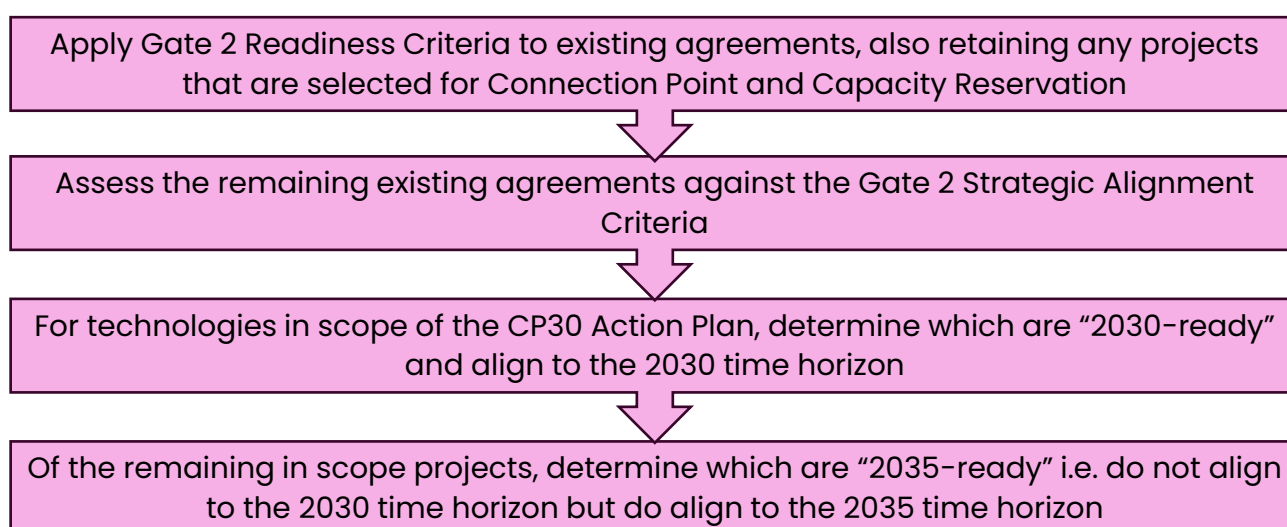 Apply Gate 2 Readiness Criteria to existing agreements, also retaining any projects
that are selected for Connection Point and Capacity Reservation
Assess the remaining existing agreements against the Gate 2 Strategic Alignment
Criteria
For technologies in scope of the CP30 Action Plan, determine which are “2030-ready”
and align to the 2030 time horizon
Of the remaining in scope projects, determine which are “2035-ready” i.e. do not align
to the 2030 time horizon but do align to the 2035 time horizon